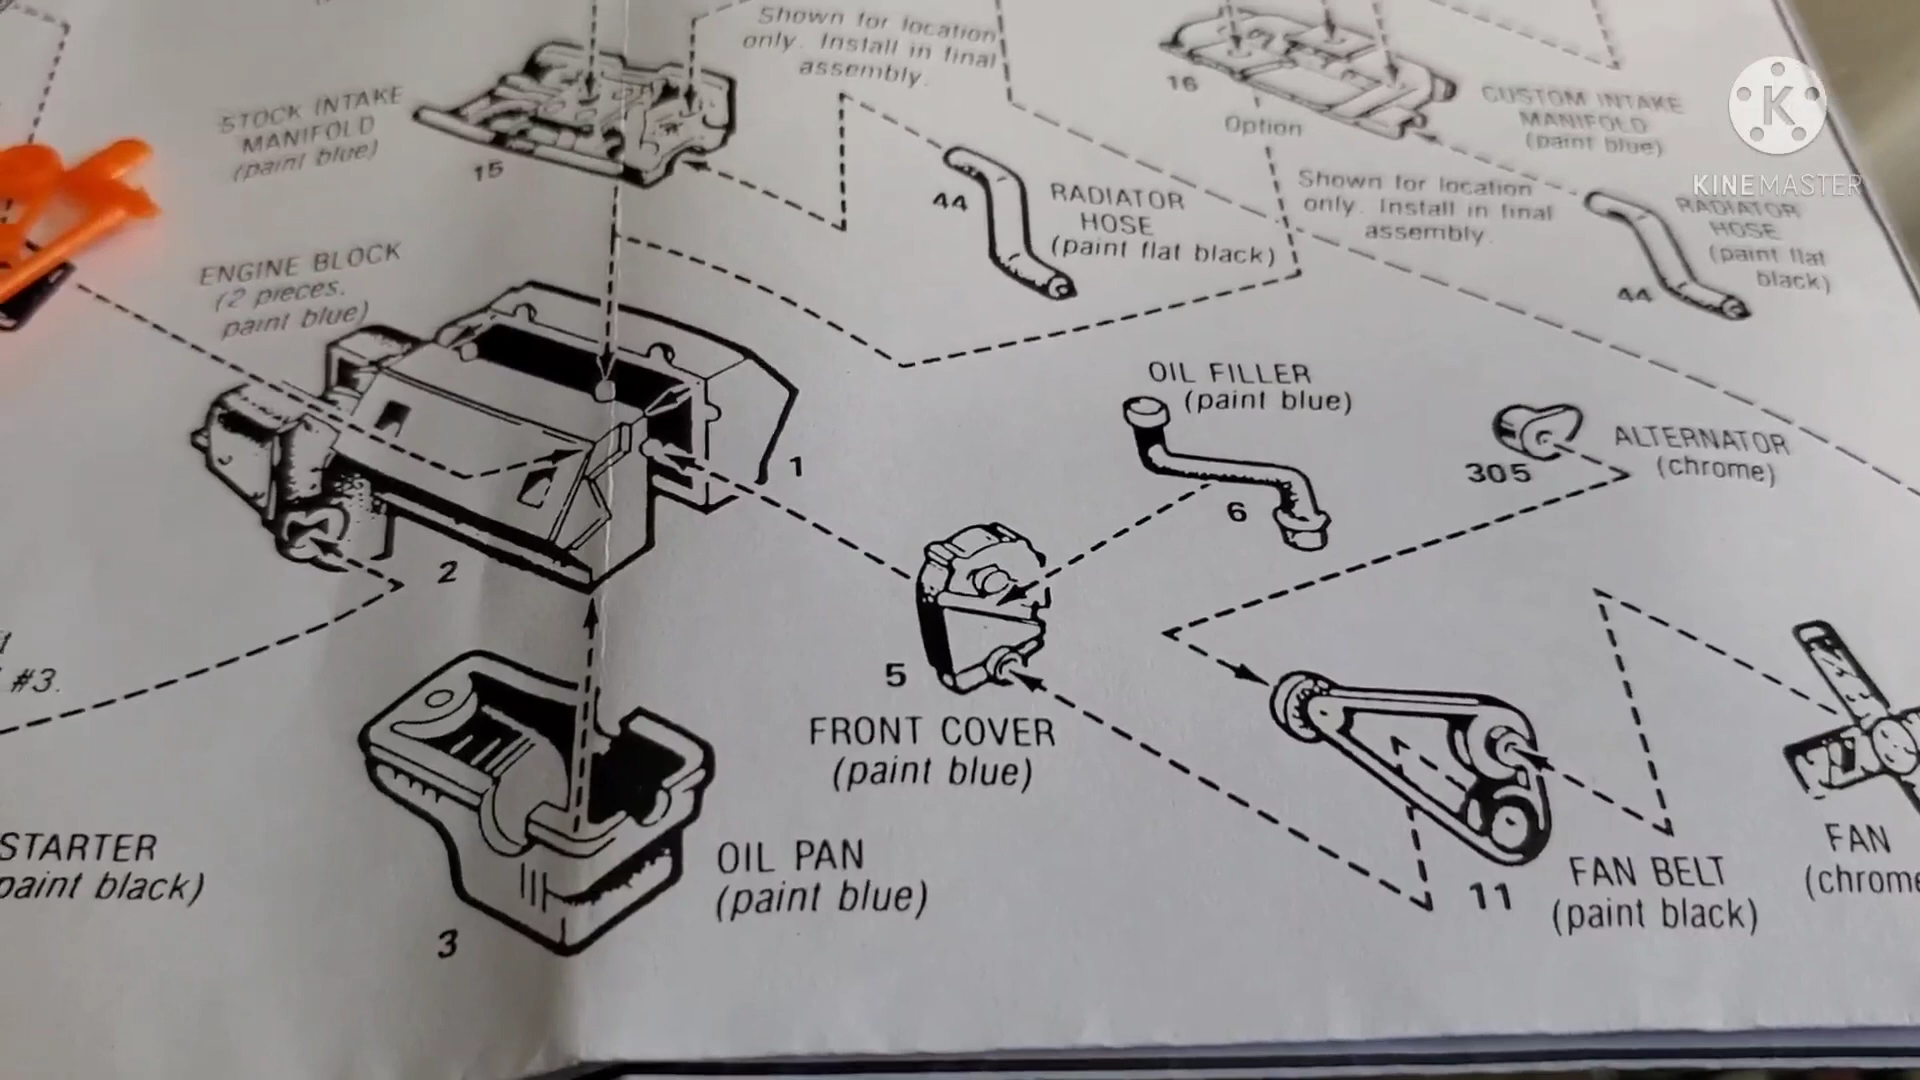 Shown for location
only. Install in final
assembly.
STOCK INTAKE
MANIFOLD
(paint blue)
15
16
Option
CUSTOM INTAKE
MANIFOLD
(paint blue)
K
KINEMASTER
44
RADIATOR
HOSE
(paint flat black)
Shown for location
only. Install in final
assembly.
RADIATOR
HOSE
(paint flat
black)
44
ENGINE BLOCK
(2 pieces.
paint blue)
1
2
OIL FILLER
(paint blue)
6
305
ALTERNATOR
(chrome)
#3.
5
FRONT COVER
(paint blue)
STARTER
paint black)
OIL PAN
(paint blue)
3
11
FAN BELT
(paint black)
FAN
(chrome